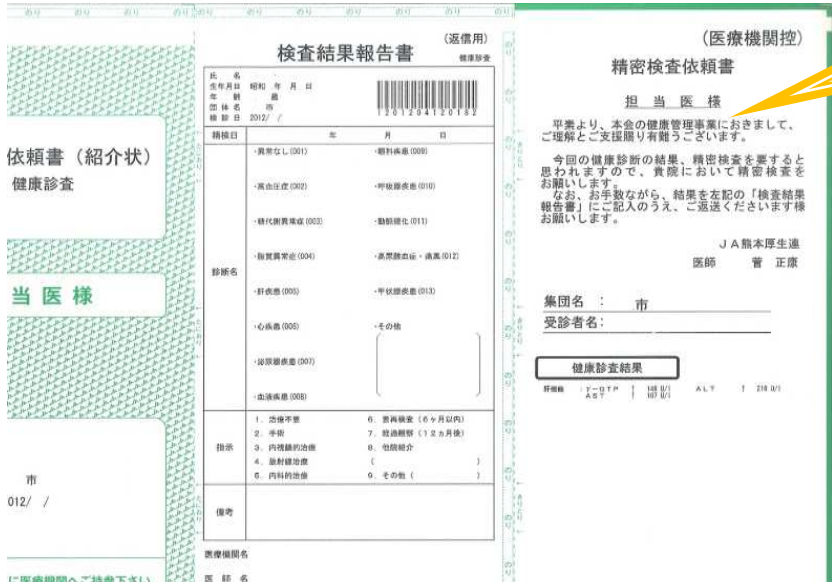 依頼書（紹介状）
健康診査
当 医 様
市
012/ /
に医療機関へご持参下さい
(返信用)
検査結果報告書
健康診査
氏 名
生年月日 昭和 年 月 日
年 齢 歳
団 体 名 市
検 診 日 2012/ /
1201204120182
精検日 年 月 日
診断名
・異常なし(001) ・眼科疾患(009)
・高血圧症(002) ・呼吸器疾患(010)
・糖代謝異常症(003) ・動脈硬化(011)
・脂質異常症(004) ・高尿酸血症・痛風(012)
・肝疾患(005) ・甲状腺疾患(013)
・心疾患(006) ・その他
・泌尿器疾患(007)
・血液疾患(008)
指示
1. 治療不要 6. 要再検査（6ヶ月以内）
2. 手術 7. 経過観察（12ヵ月後）
3. 内視鏡的治療 8. 他院紹介
4. 放射線治療 ( )
5. 内科的治療 9. その他 ( )
備考
医療機関名
医 師 名
(医療機関控)
精密検査依頼書
担 当 医 様
平素より、本会の健康管理事業におきまして、
ご理解とご支援賜り有難うございます。
今回の健康診断の結果、精密検査を要すると
思われますので、貴院において精密検査を
お願いします。
なお、お手数ながら、結果を左記の「検査結果
報告書」にご記入のうえ、ご返送くださいます様
お願いします。
ＪＡ熊本厚生連
医師 菅 正康
集団名 ： 市
受診者名：
健康診査結果
肝機能 ：γ－GTP ↑ 148 U/l ALT ↑ 210 U/l
AST ↑ 107 U/l